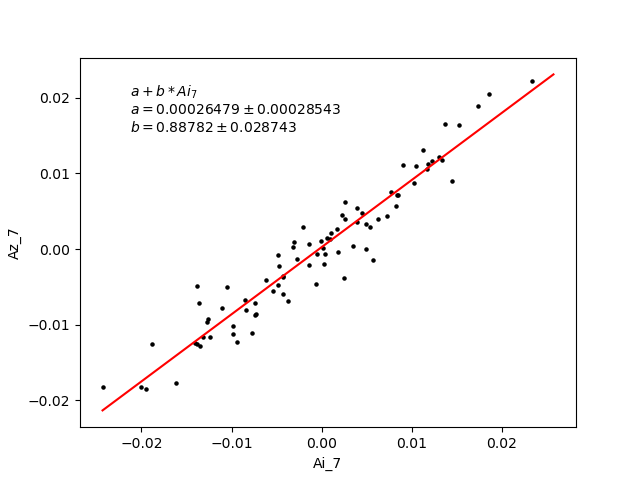 a + b * Ai₇
a = 0.00026479 ± 0.00028543
b = 0.88782 ± 0.028743
0.02
0.01
0.00
−0.01
−0.02
Az_7
−0.02 −0.01 0.00 0.01 0.02
Ai_7